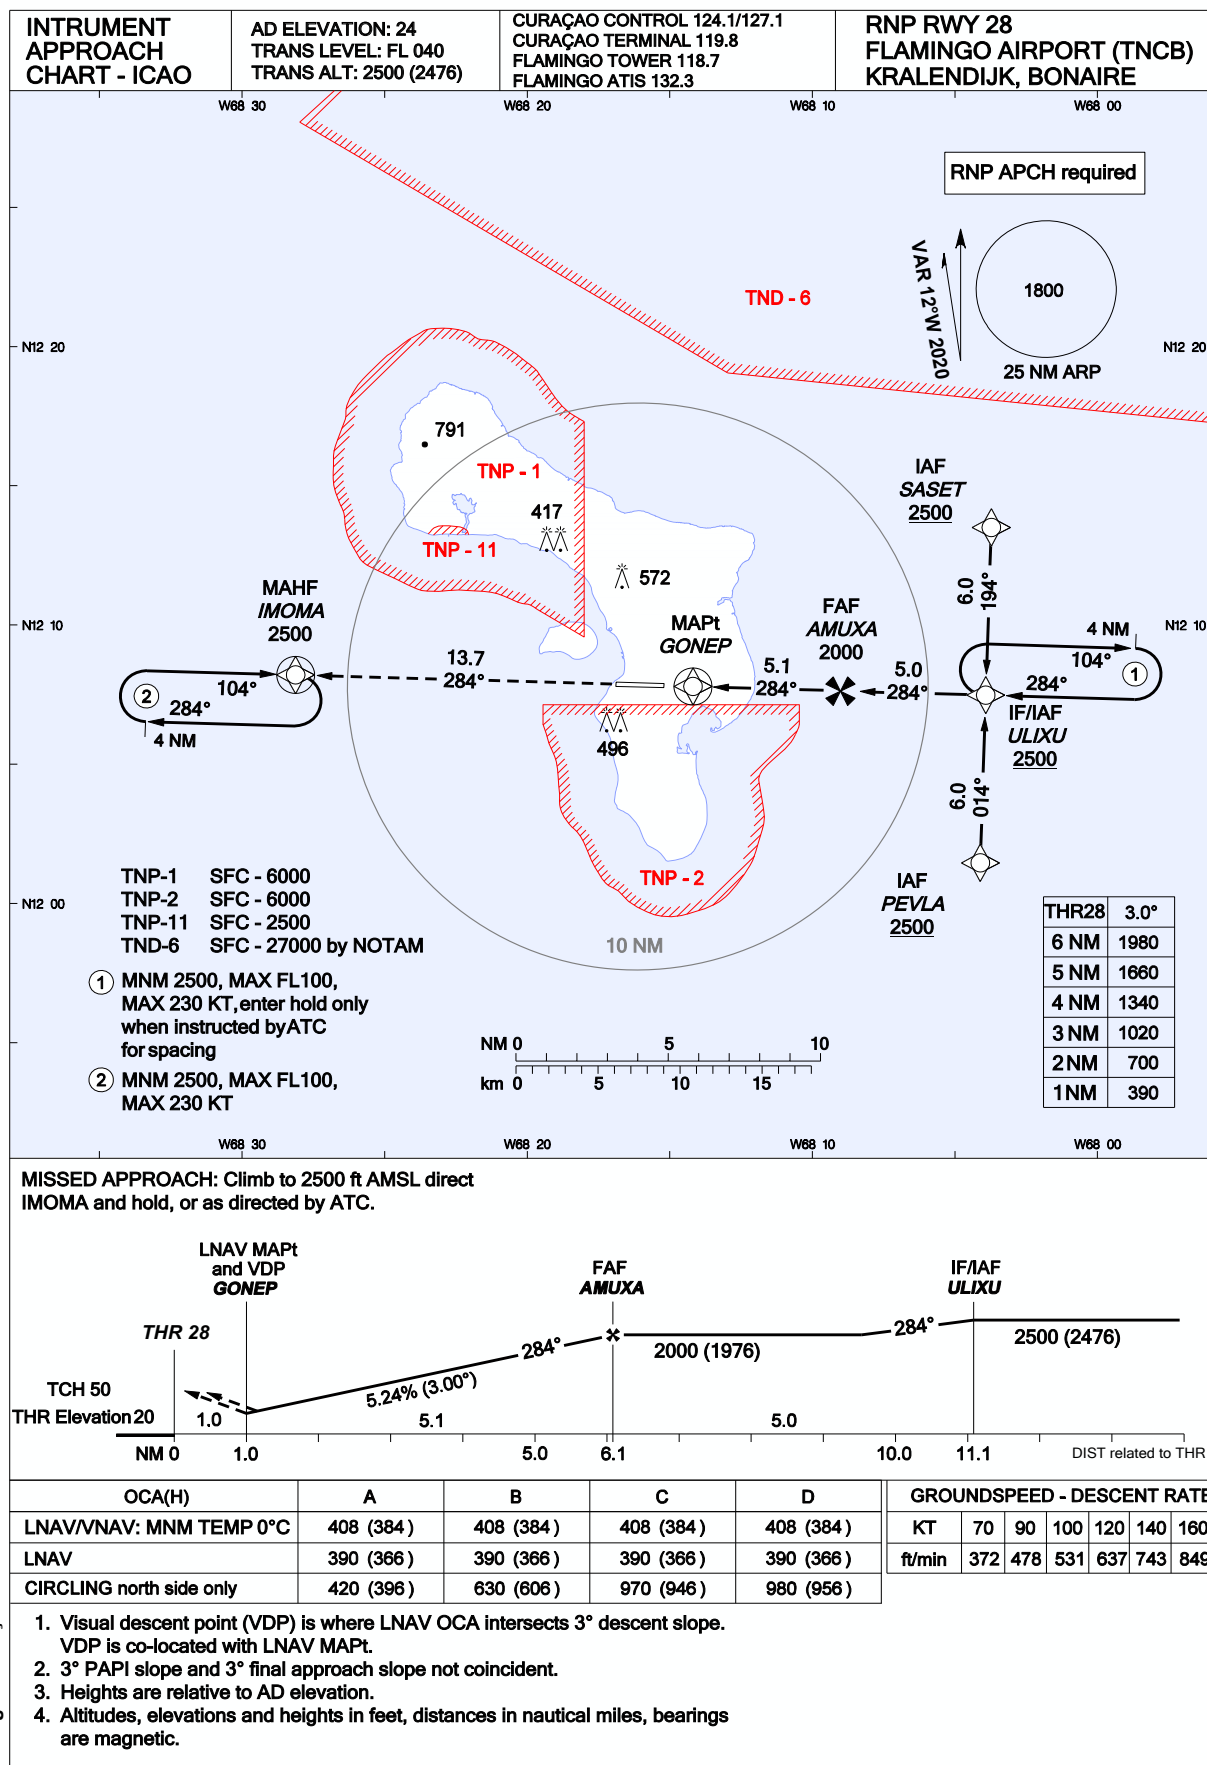 INTRUMENT
APPROACH
CHART - ICAO
AD ELEVATION: 24
TRANS LEVEL: FL 040
TRANS ALT: 2500 (2476)
CURAÇAO CONTROL 124.1/127.1
CURAÇAO TERMINAL 119.8
FLAMINGO TOWER 118.7
FLAMINGO ATIS 132.3
RNP RWY 28
FLAMINGO AIRPORT (TNCB)
KRALENDIJK, BONAIRE
W68 30
W68 20
W68 10
W68 00
RNP APCH required
VAR 12°W 2020
1800
25 NM ARP
TND - 6
N12 20
N12 20
791
TNP - 1
417
TNP - 11
572
IAF
SASET
2500
6.0
194°
MAHF
IMOMA
2500
MAPt
GONEP
FAF
AMUXA
2000
N12 10
N12 10
4 NM
104°
1
284°
13.7
284°
5.1
284°
5.0
284°
2
104°
284°
4 NM
IF/IAF
ULIXU
2500
496
6.0
014°
TNP - 2
IAF
PEVLA
2500
N12 00
10 NM
TNP-1 SFC - 6000
TNP-2 SFC - 6000
TNP-11 SFC - 2500
TND-6 SFC - 27000 by NOTAM
1 MNM 2500, MAX FL100,
MAX 230 KT, enter hold only
when instructed by ATC
for spacing
2 MNM 2500, MAX FL100,
MAX 230 KT
NM 0 5 10
km 0 5 10 15
THR28 3.0°
6 NM 1980
5 NM 1660
4 NM 1340
3 NM 1020
2 NM 700
1 NM 390
W68 30
W68 20
W68 10
W68 00
MISSED APPROACH: Climb to 2500 ft AMSL direct
IMOMA and hold, or as directed by ATC.
LNAV MAPt
and VDP
GONEP
FAF
AMUXA
IF/IAF
ULIXU
THR 28
284°
2000 (1976)
284°
2500 (2476)
5.24% (3.00°)
TCH 50
THR Elevation 20
1.0
5.1
5.0
NM 0 1.0 5.0 6.1 10.0 11.1
DIST related to THR
OCA(H) A B C D
LNAV/VNAV: MNM TEMP 0°C 408 (384) 408 (384) 408 (384) 408 (384)
LNAV 390 (366) 390 (366) 390 (366) 390 (366)
CIRCLING north side only 420 (396) 630 (606) 970 (946) 980 (956)
GROUNDSPEED - DESCENT RATE
KT 70 90 100 120 140 160
ft/min 372 478 531 637 743 849
1. Visual descent point (VDP) is where LNAV OCA intersects 3° descent slope.
VDP is co-located with LNAV MAPt.
2. 3° PAPI slope and 3° final approach slope not coincident.
3. Heights are relative to AD elevation.
4. Altitudes, elevations and heights in feet, distances in nautical miles, bearings
are magnetic.